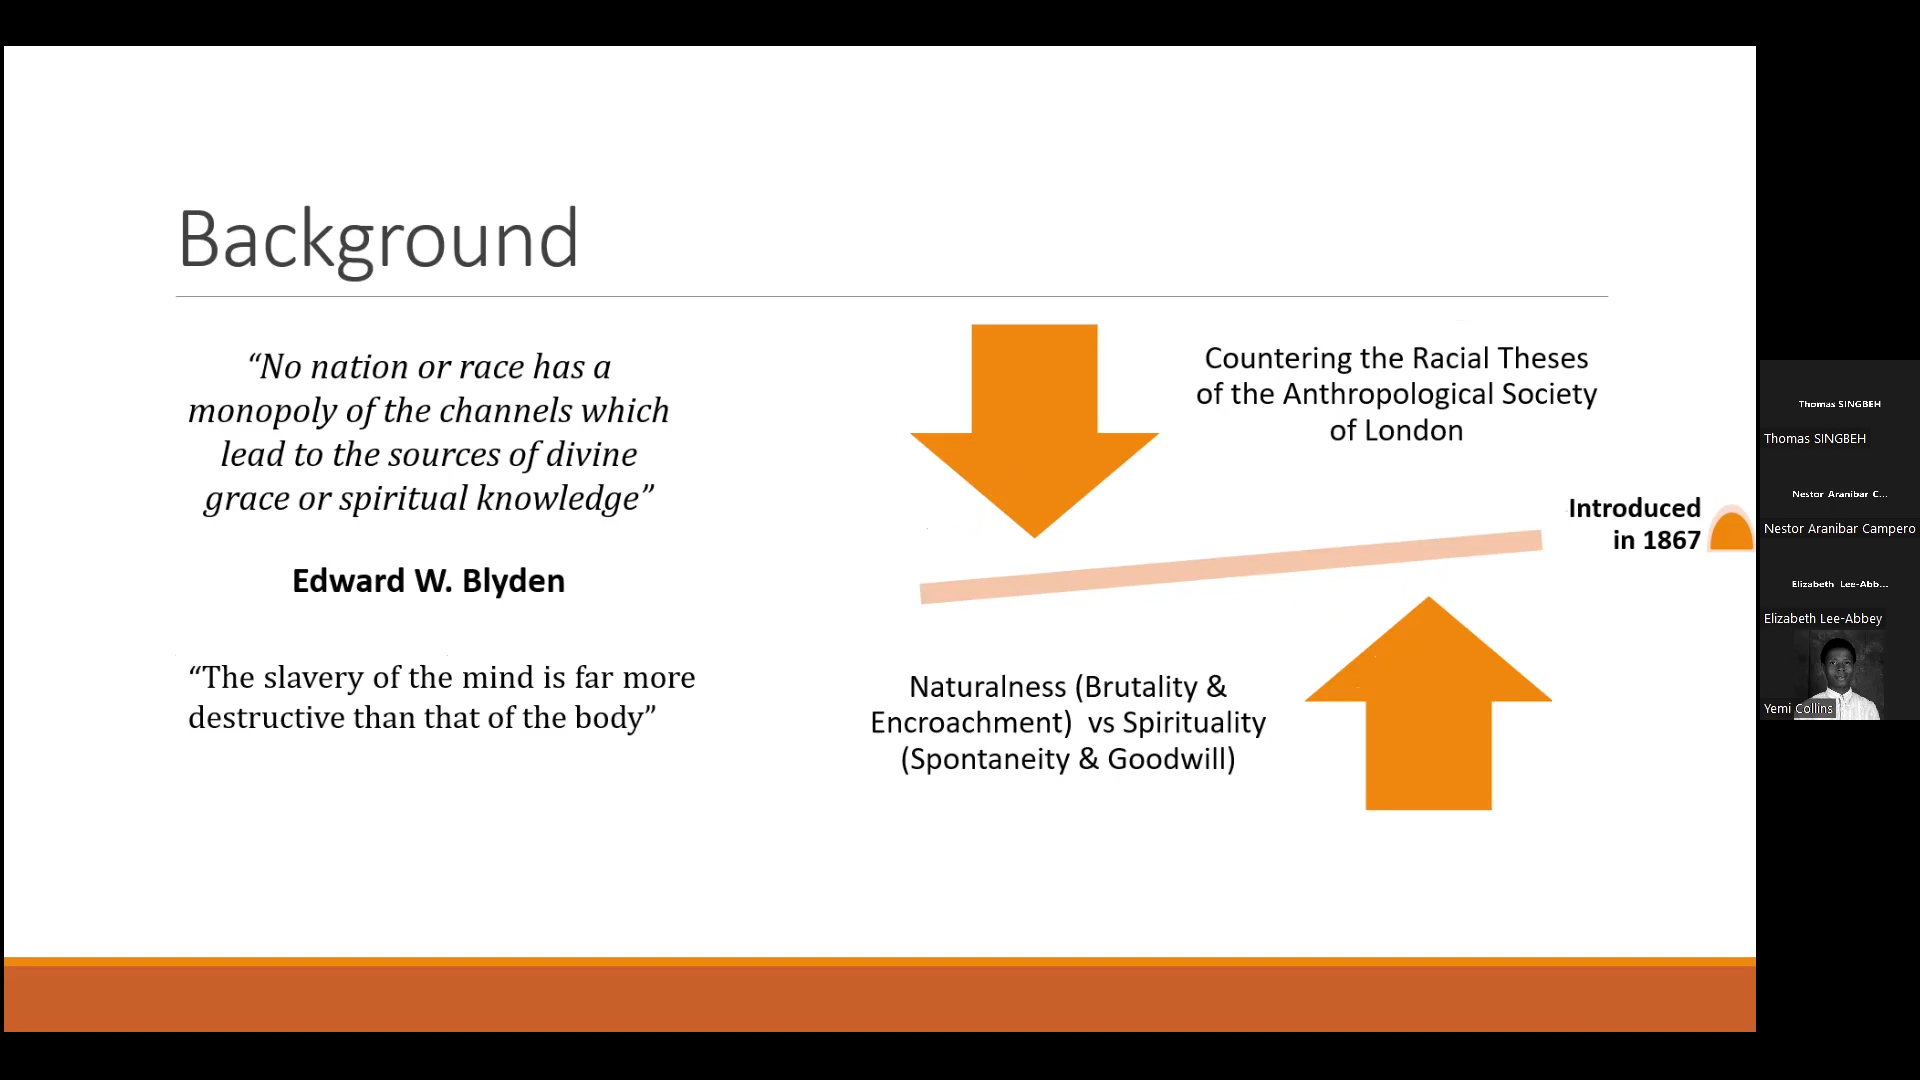 Background
“No nation or race has a
monopoly of the channels which
lead to the sources of divine
grace or spiritual knowledge”
Edward W. Blyden
“The slavery of the mind is far more
destructive than that of the body”
Countering the Racial Theses
of the Anthropological Society
of London
Introduced
in 1867
Naturalness (Brutality &
Encroachment)  vs Spirituality
(Spontaneity & Goodwill)
Thomas SINGBEH
Thomas SINGBEH
Nestor Aranibar C...
Nestor Aranibar Campero
Elizabeth Lee-Abb...
Elizabeth Lee-Abbey
Yemi Collins